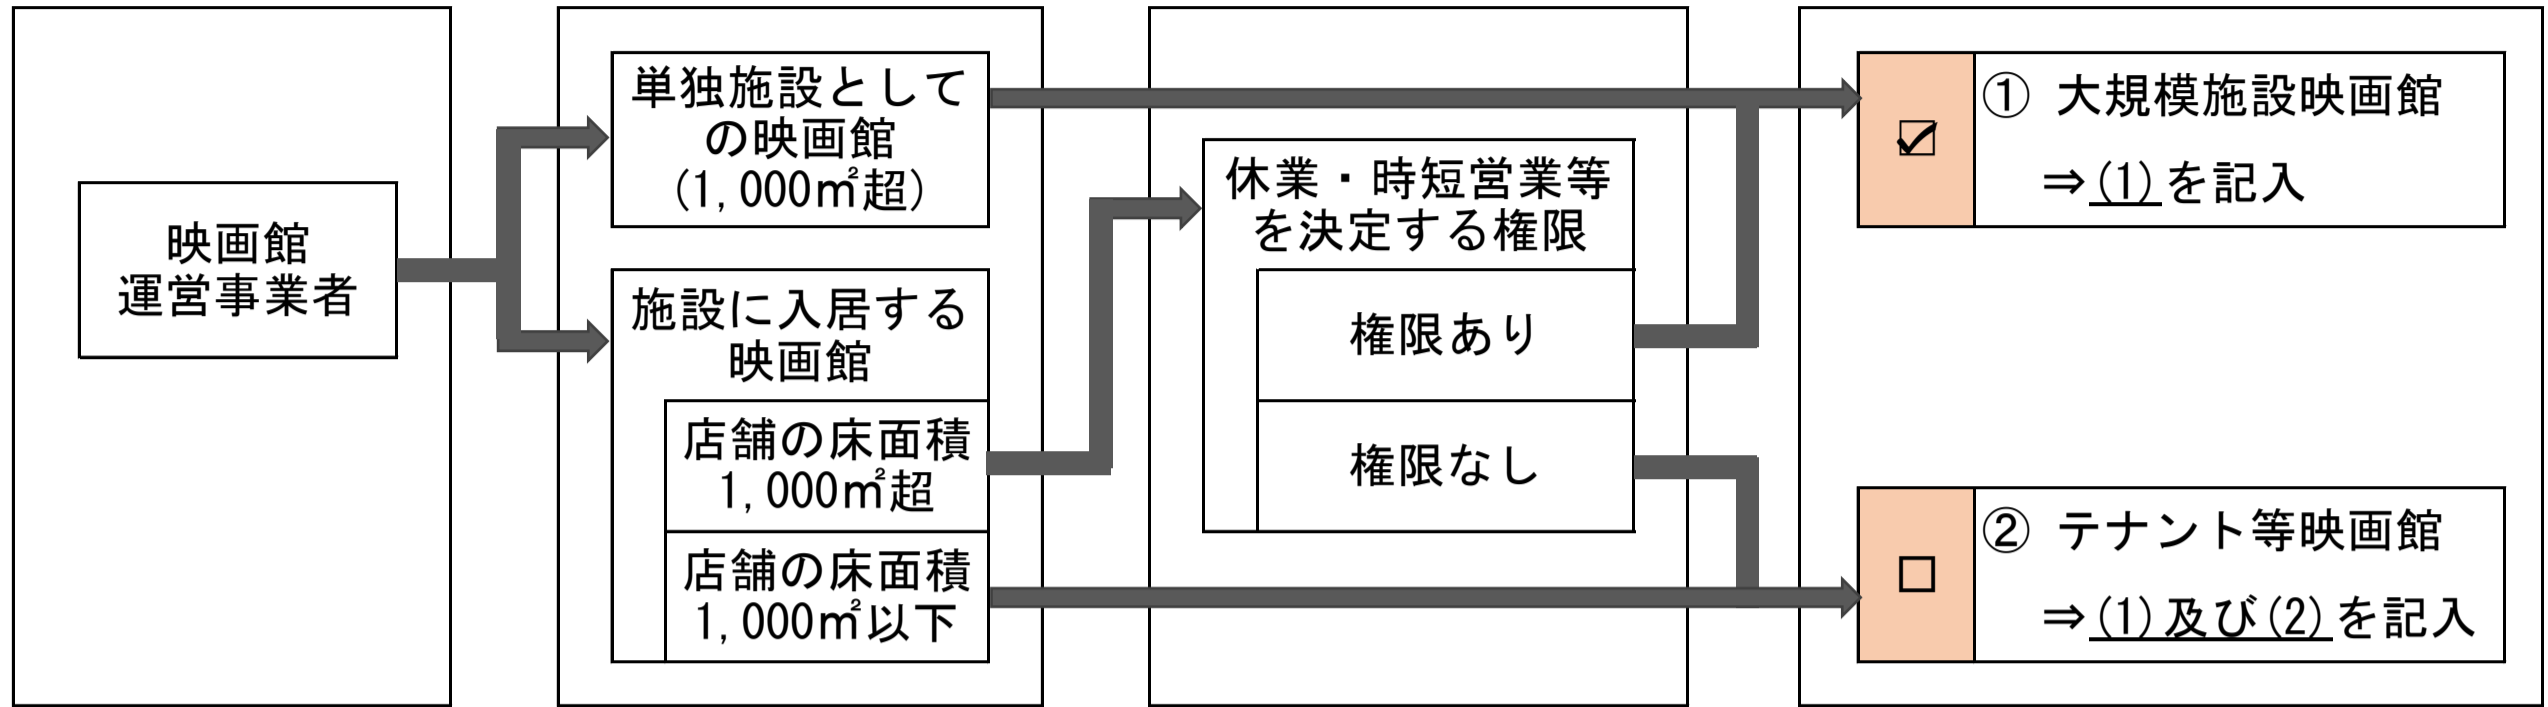 映画館
運営事業者
単独施設として
の映画館
(1,000㎡超)
施設に入居する
映画館
店舗の床面積
1,000㎡超
店舗の床面積
1,000㎡以下
休業・時短営業等
を決定する権限
権限あり
権限なし
☑
① 大規模施設映画館
⇒(1)を記入
□
② テナント等映画館
⇒(1)及び(2)を記入